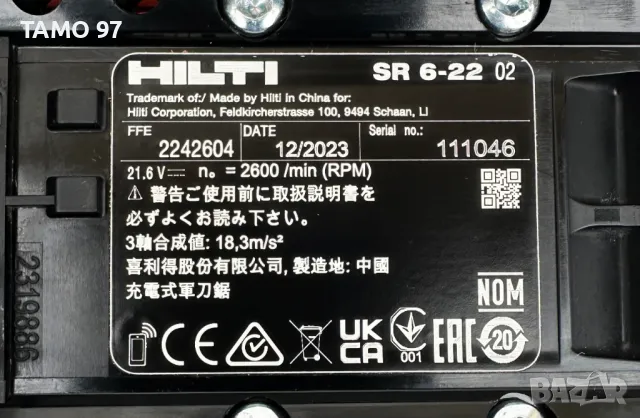 TAMO 97
HILTI SR 6-22 02
Trademark of:/ Made by Hilti in China for:
Hilti Corporation, Feldkircherstrasse 100, 9494 Schaan, LI
FFE DATE Serial no.:
2242604 12/2023 111046
21.6 V⎓ n₀ = 2600 /min (RPM)
⚠ 警告ご使用前に取扱説明書を
必ずよくお読み下さい。
3軸合成値: 18,3m/s²
喜利得股份有限公司, 製造地: 中國
充電式軍刀鋸
NOM
CE UKCA 001 EAC 20
2319886
BAZAR.BG